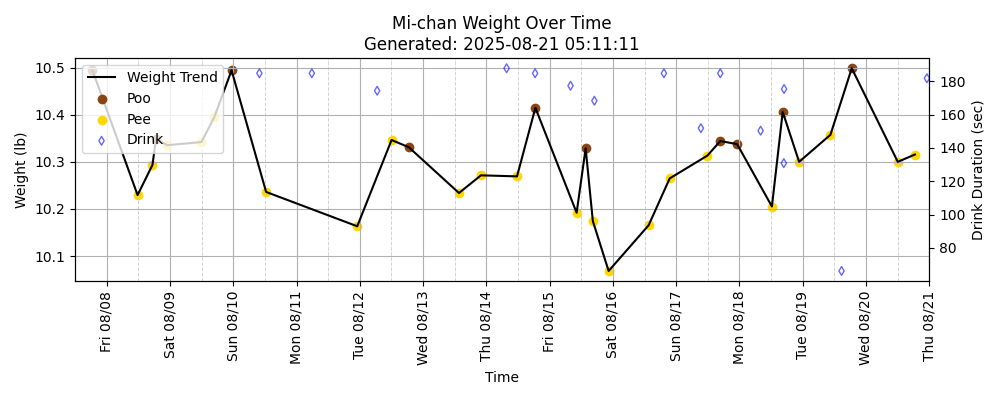 Mi-chan Weight Over Time
Generated: 2025-08-21 05:11:11
Weight (lb)
10.5
10.4
10.3
10.2
10.1
Weight Trend
Poo
Pee
Drink
180
160
140
120
100
80
Drink Duration (sec)
Fri 08/08
Sat 08/09
Sun 08/10
Mon 08/11
Tue 08/12
Wed 08/13
Thu 08/14
Fri 08/15
Sat 08/16
Sun 08/17
Mon 08/18
Tue 08/19
Wed 08/20
Thu 08/21
Time